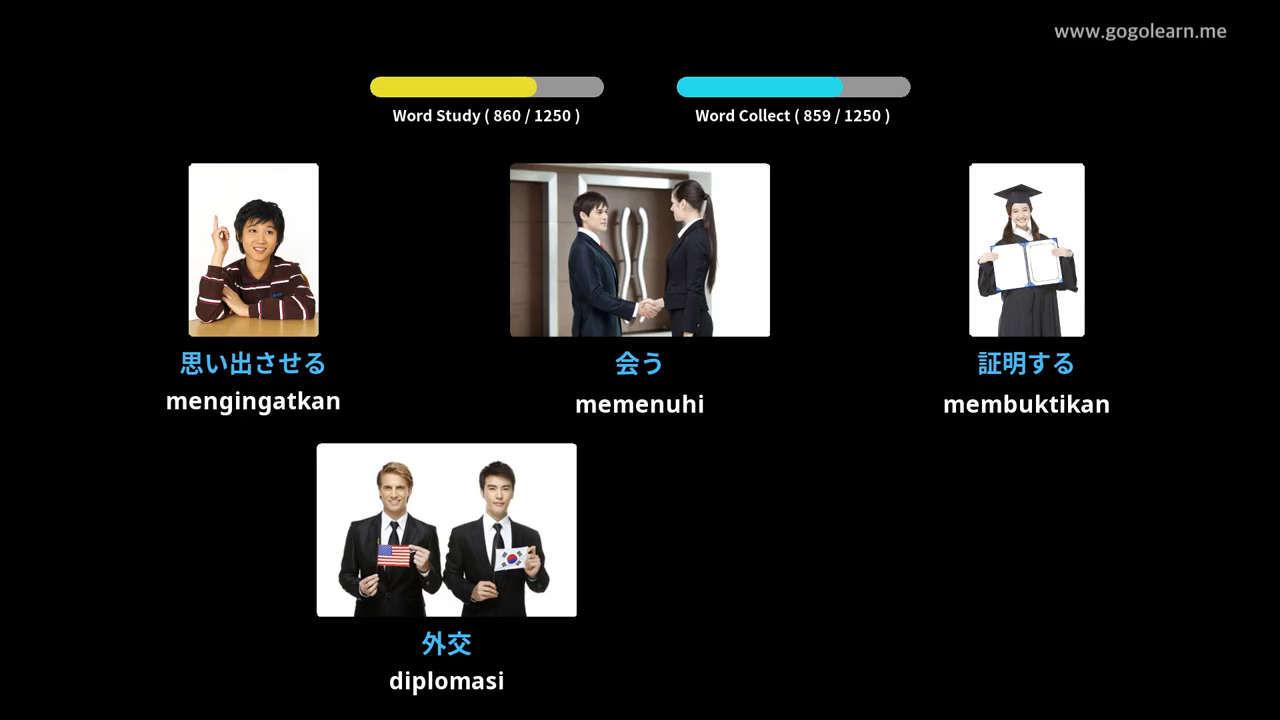 www.gogolearn.me
Word Study ( 860 / 1250 )
Word Collect ( 859 / 1250 )
思い出させる
会う
証明する
mengingatkan
memenuhi
membuktikan
外交
diplomasi